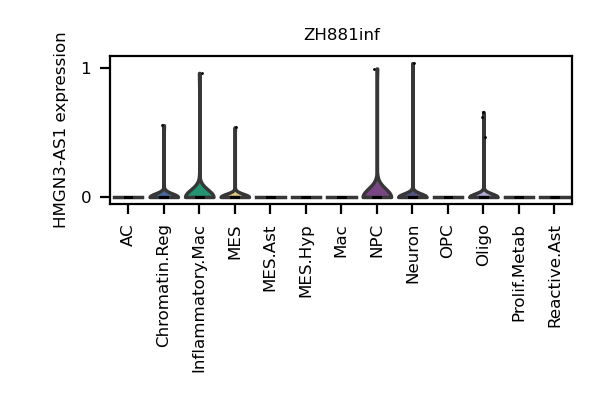 ZH881inf
HMGN3-AS1 expression
1
0
AC
Chromatin.Reg
Inflammatory.Mac
MES
MES.Ast
MES.Hyp
Mac
NPC
Neuron
OPC
Oligo
Prolif.Metab
Reactive.Ast